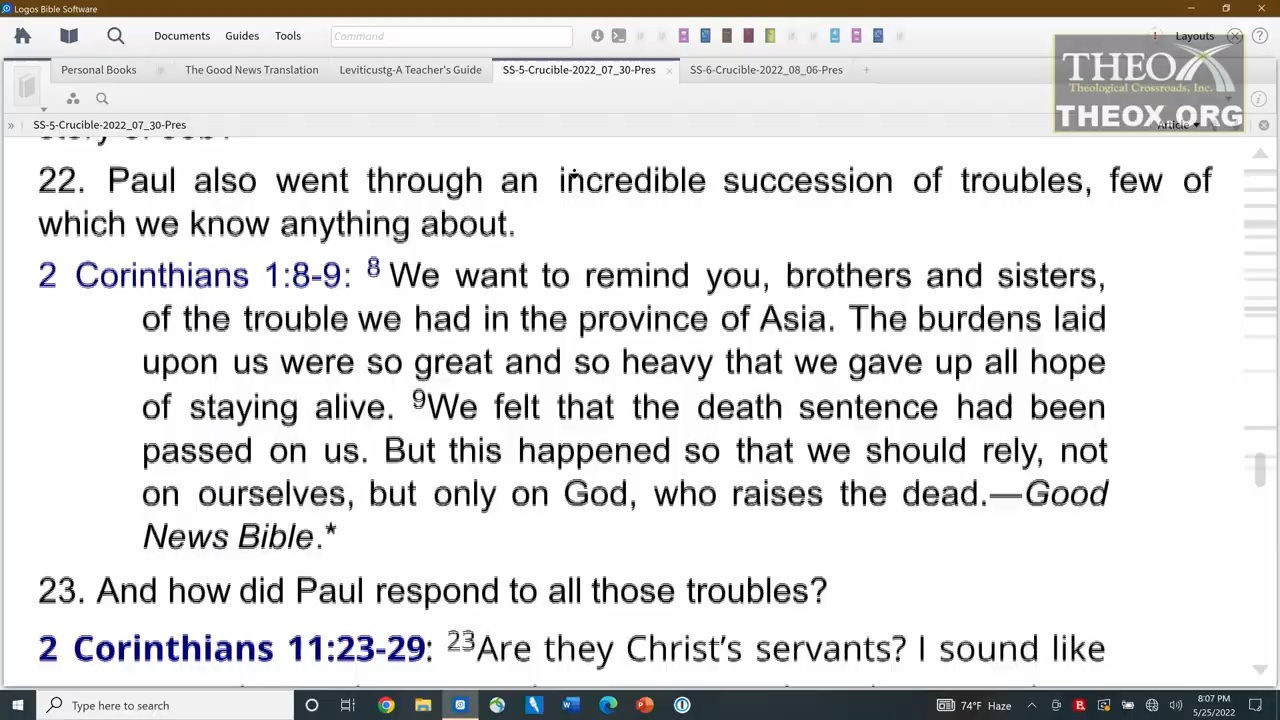 Logos Bible Software
Documents Guides Tools Command Layouts
Personal Books The Good News Translation Leviticusg A Teacher's Guide SS-5-Crucible-2022_07_30-Pres SS-6-Crucible-2022_08_06-Pres
THEOX
Theological Crossroads, Inc.
THEOX.ORG
SS-5-Crucible-2022_07_30-Pres Article
22. Paul also went through an incredible succession of troubles, few of
which we know anything about.
2 Corinthians 1:8-9: 8 We want to remind you, brothers and sisters,
of the trouble we had in the province of Asia. The burdens laid
upon us were so great and so heavy that we gave up all hope
of staying alive. 9We felt that the death sentence had been
passed on us. But this happened so that we should rely, not
on ourselves, but only on God, who raises the dead.—Good
News Bible.*
23. And how did Paul respond to all those troubles?
2 Corinthians 11:23-29: 23Are they Christ's servants? I sound like
Type here to search 74°F Haze 8:07 PM
5/25/2022